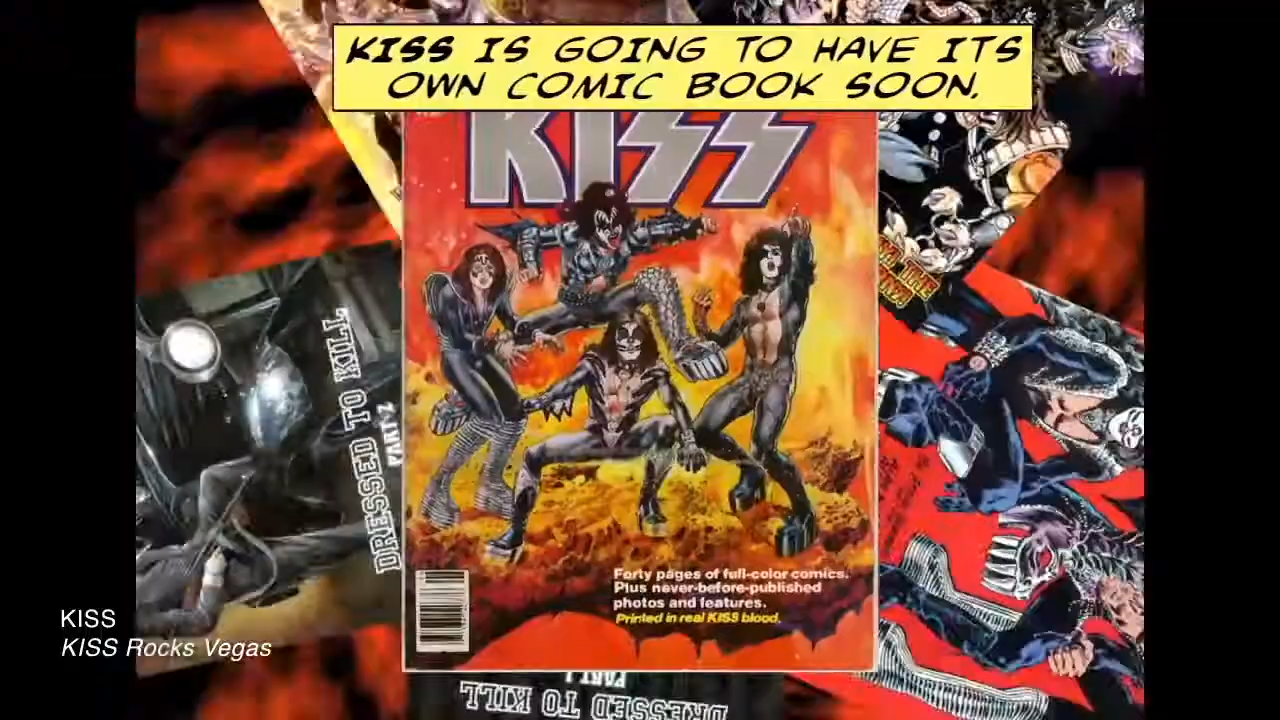 KISS IS GOING TO HAVE ITS
OWN COMIC BOOK SOON.
KISS
DRESSED TO KILL
PART 2
Forty pages of full-color comics.
Plus never-before-published
photos and features.
Printed in real KISS blood.
KISS
KISS Rocks Vegas
PART 1
DRESSED TO KILL